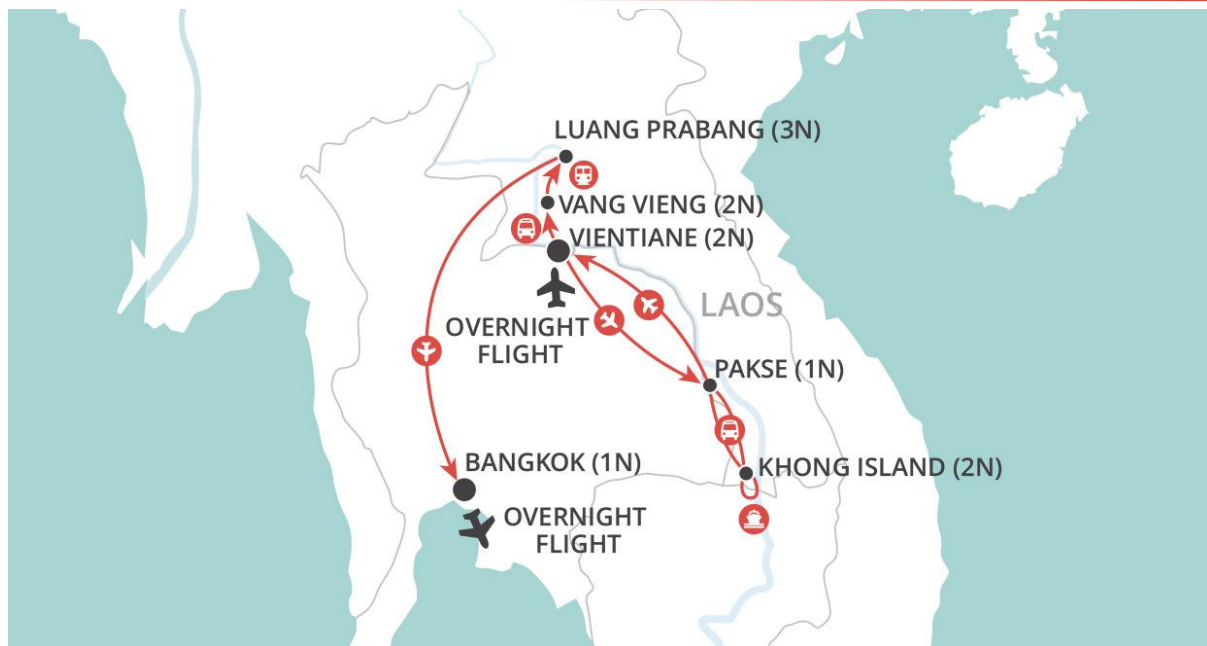 LUANG PRABANG (3N)
VANG VIENG (2N)
VIENTIANE (2N)
LAOS
OVERNIGHT
FLIGHT
PAKSE (1N)
BANGKOK (1N)
KHONG ISLAND (2N)
OVERNIGHT
FLIGHT